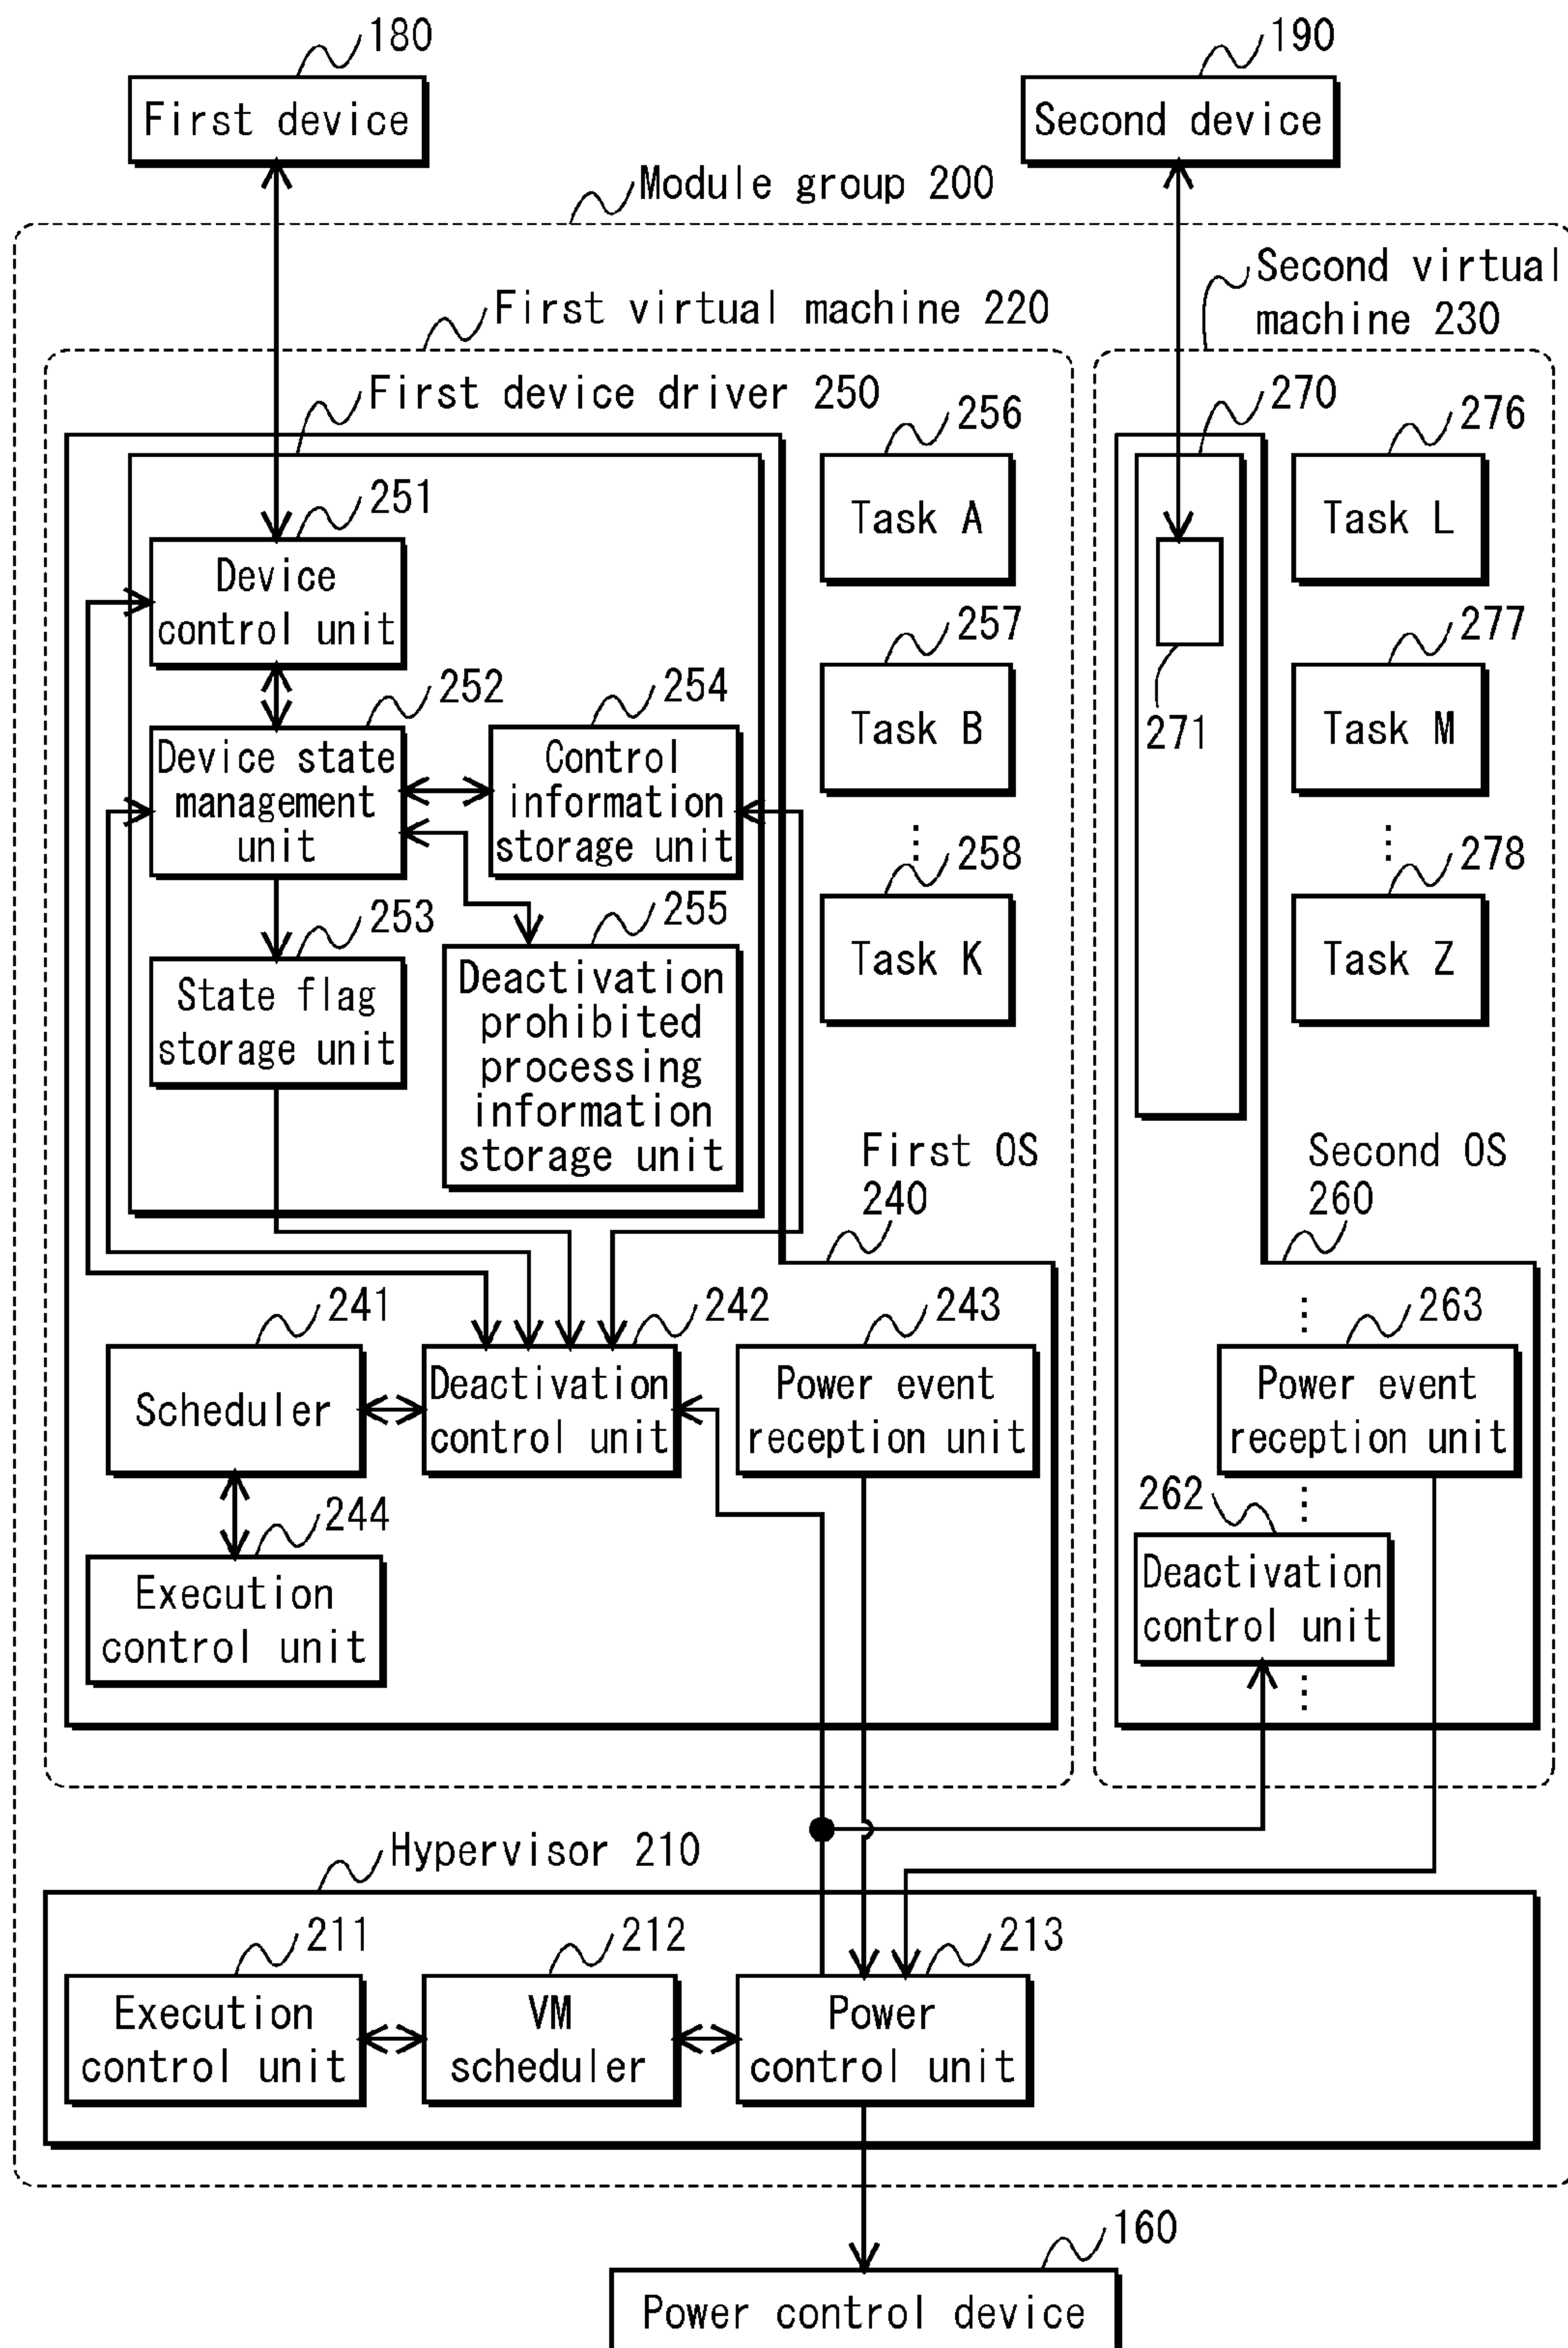 180
190
First device
Second device
Module group 200
Second virtual
machine 230
First virtual machine 220
First device driver 250
256
270
276
Task A
Task L
251
Device
control unit
257
277
Task B
Task M
271
252
254
Device state
management
unit
Control
information
storage unit
⋮
258
⋮
278
Task K
Task Z
253
255
State flag
storage unit
Deactivation
prohibited
processing
information
storage unit
First OS
240
Second OS
260
241
242
243
⋮
263
Scheduler
Deactivation
control unit
Power event
reception unit
Power event
reception unit
244
262
⋮
Execution
control unit
Deactivation
control unit
⋮
Hypervisor 210
211
212
213
Execution
control unit
VM
scheduler
Power
control unit
160
Power control device